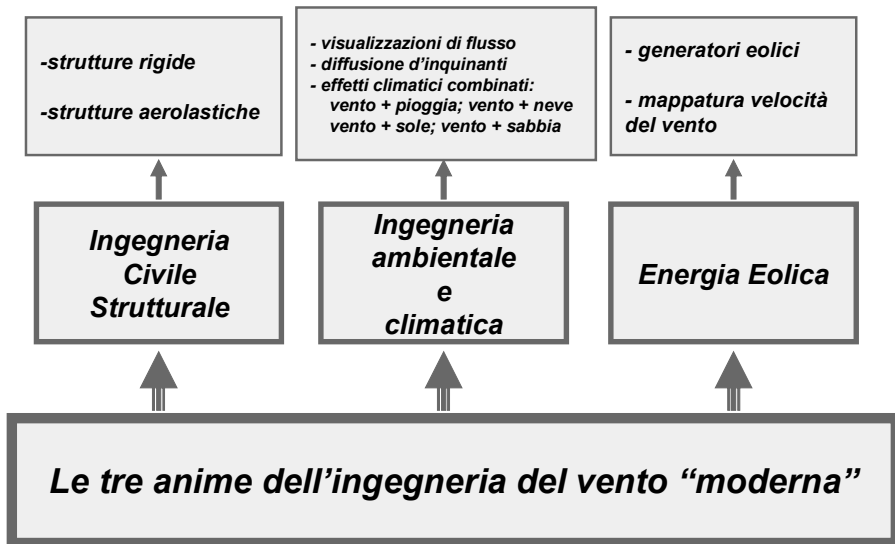 -strutture rigide
-strutture aerolastiche
- visualizzazioni di flusso
- diffusione d’inquinanti
- effetti climatici combinati:
vento + pioggia; vento + neve
vento + sole; vento + sabbia
- generatori eolici
- mappatura velocità
del vento
Ingegneria
Civile
Strutturale
Ingegneria
ambientale
e
climatica
Energia Eolica
Le tre anime dell’ingegneria del vento “moderna”